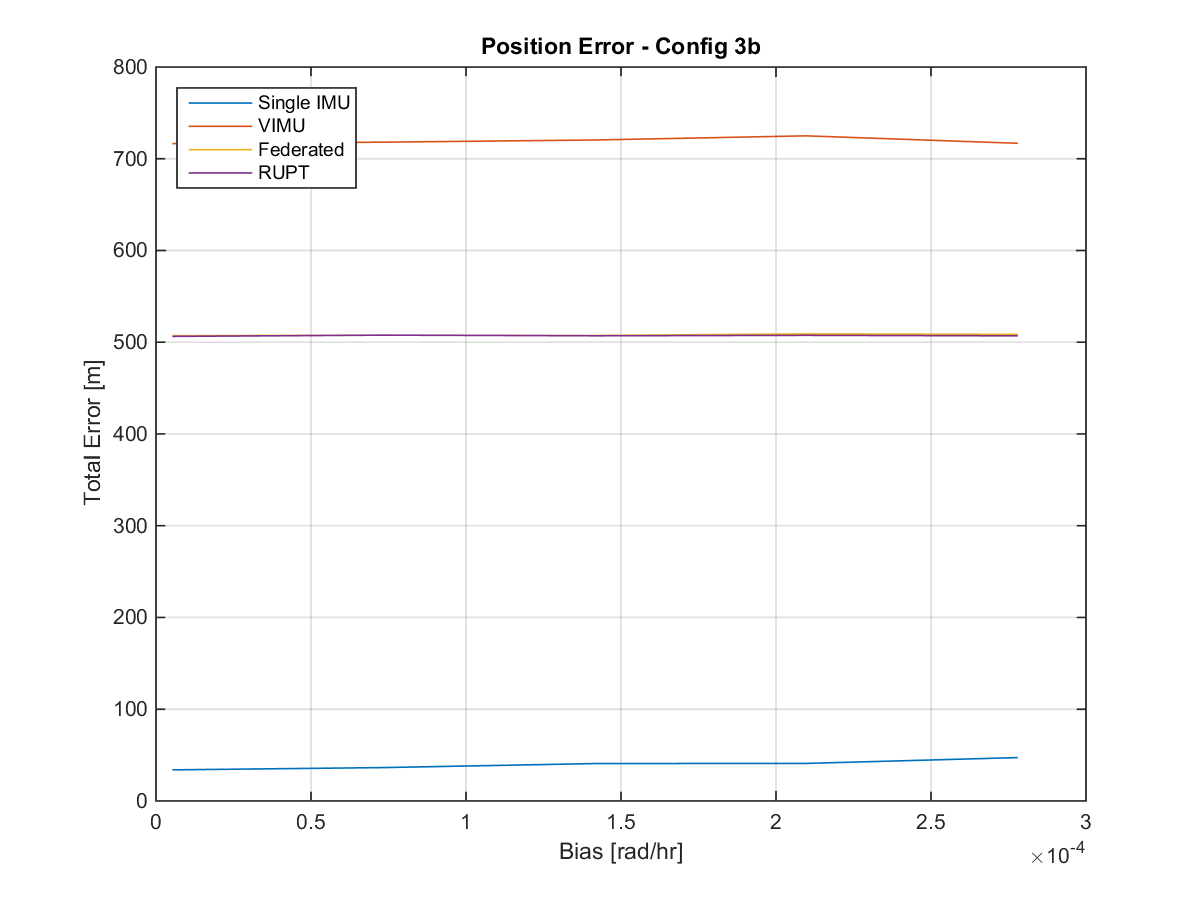 Position Error - Config 3b
800
700
600
500
400
300
200
100
0
Total Error [m]
Single IMU
VIMU
Federated
RUPT
0 0.5 1 1.5 2 2.5 3
Bias [rad/hr]
×10-4